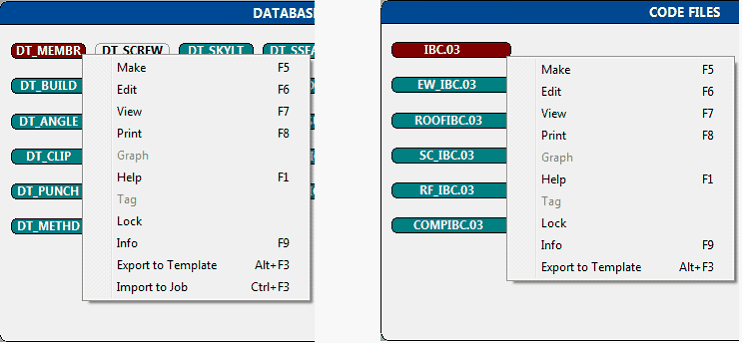 DATABASE
DT_MEMBR DT_SCREW DT_SKYLT DT_SSEA
DT_BUILD
DT_ANGLE
DT_CLIP
DT_PUNCH
DT_METHD
Make F5
Edit F6
View F7
Print F8
Graph
Help F1
Tag
Lock
Info F9
Export to Template Alt+F3
Import to Job Ctrl+F3
CODE FILES
IBC.03
EW_IBC.03
ROOFIBC.03
SC_IBC.03
RF_IBC.03
COMPIBC.03
Make F5
Edit F6
View F7
Print F8
Graph
Help F1
Tag
Lock
Info F9
Export to Template Alt+F3